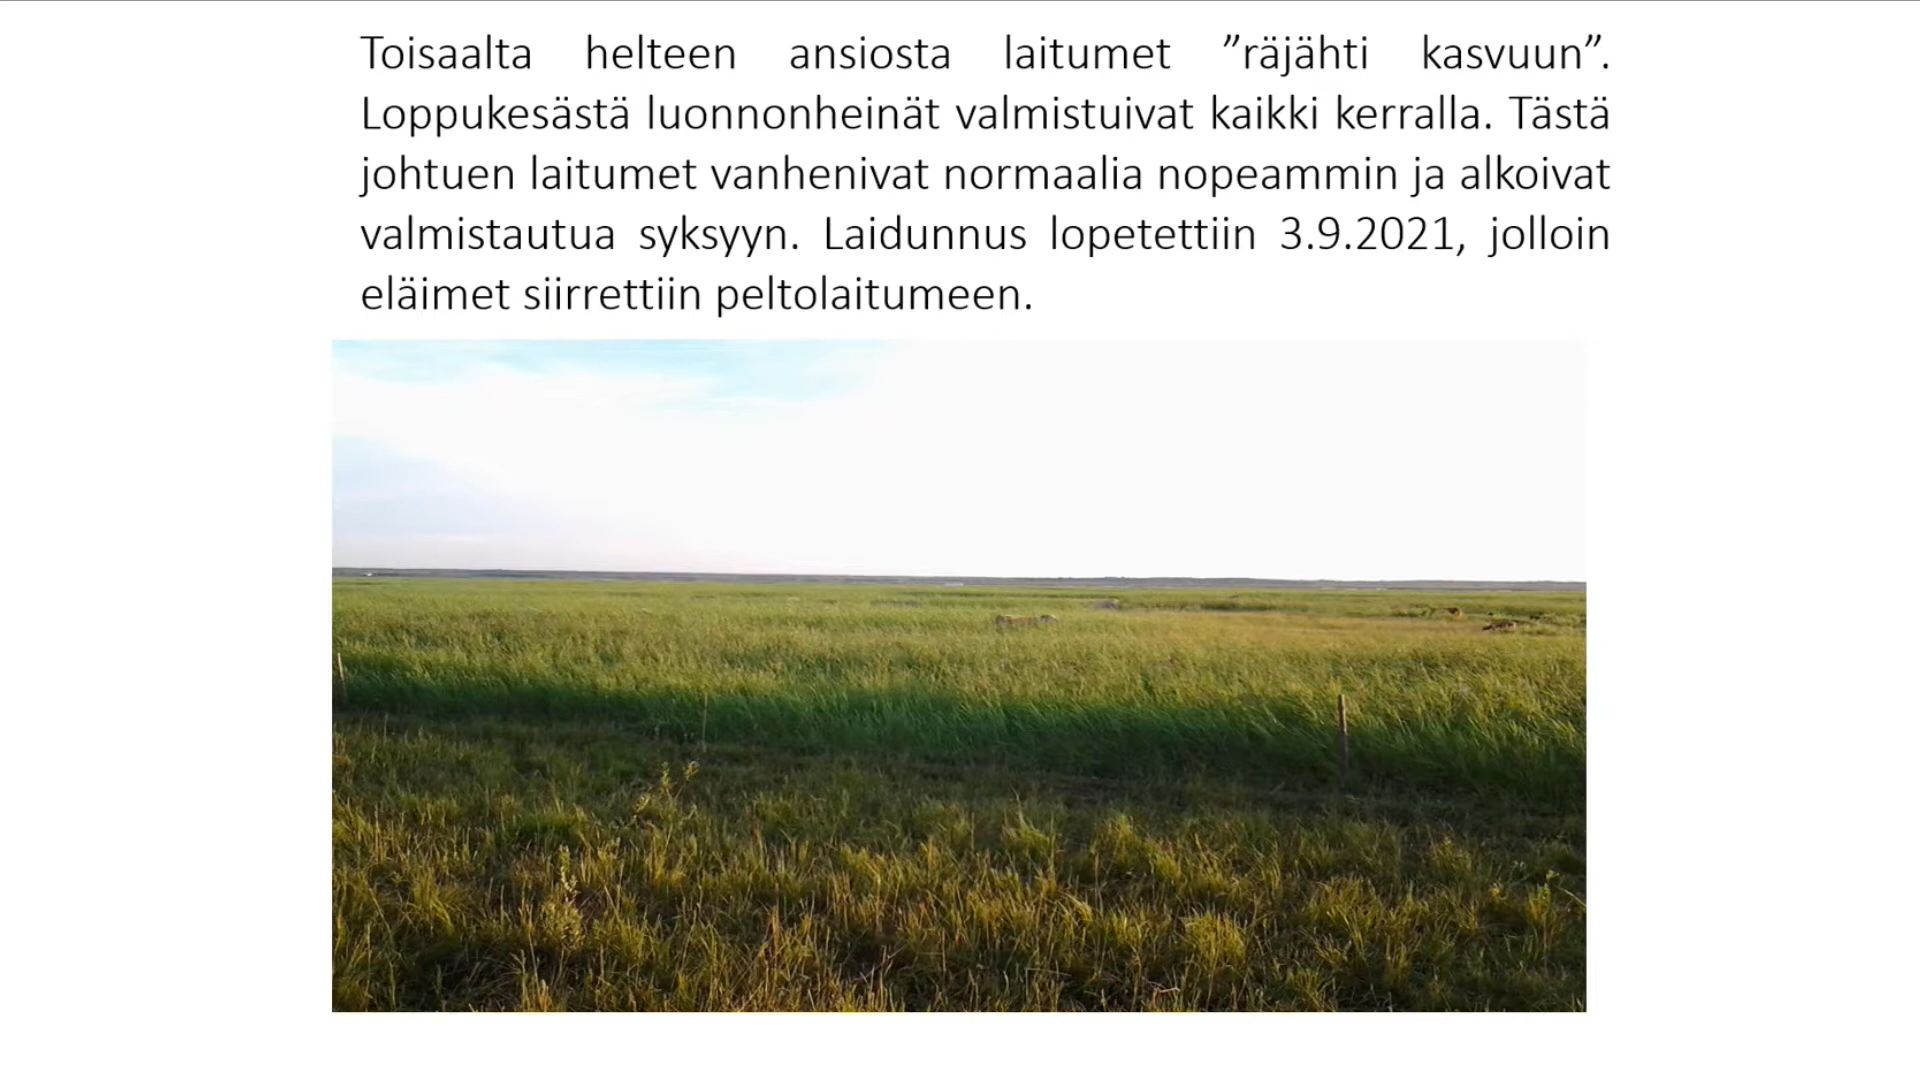 Toisaalta helteen ansiosta laitumet ”räjähti kasvuun”.
Loppukesästä luonnonheinät valmistuivat kaikki kerralla. Tästä
johtuen laitumet vanhenivat normaalia nopeammin ja alkoivat
valmistautua syksyyn. Laidunnus lopetettiin 3.9.2021, jolloin
eläimet siirrettiin peltolaitumeen.